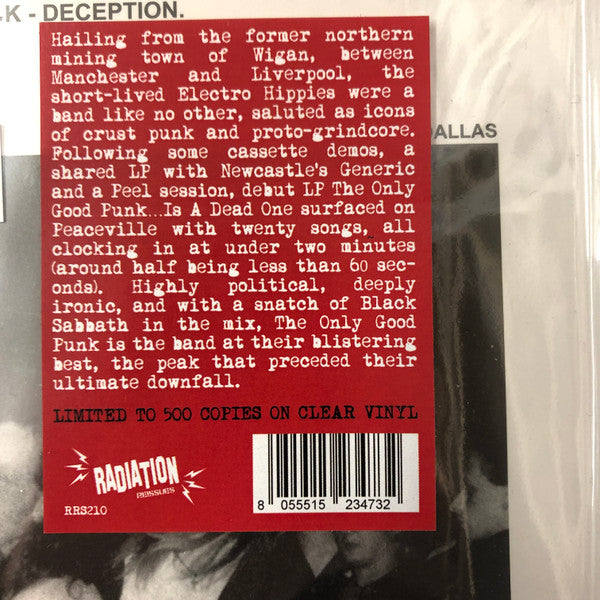 K - DECEPTION.
Hailing from the former northern
mining town of Wigan, between
Manchester and Liverpool, the
short-lived Electro Hippies were a
band like no other, saluted as icons
of crust punk and proto-grindcore.
Following some cassette demos, a
shared LP with Newcastle's Generic
and a Peel session, debut LP The Only
Good Punk...Is A Dead One surfaced on
Peaceville with twenty songs, all
clocking in at under two minutes
(around half being less than 60 sec-
onds). Highly political, deeply
ironic, and with a snatch of Black
Sabbath in the mix, The Only Good
Punk is the band at their blistering
best, the peak that preceded their
ultimate downfall.
DALLAS
LIMITED TO 500 COPIES ON CLEAR VINYL
RADIATION
REISSUES
RRS210
8 055515 234732